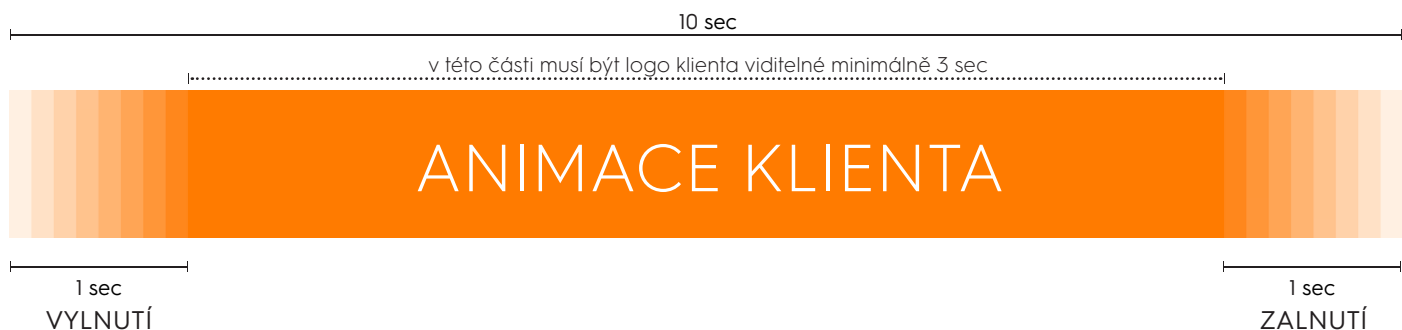 10 sec
v této části musí být logo klienta viditelné minimálně 3 sec
ANIMACE KLIENTA
1 sec
VYLNUTÍ
1 sec
ZALNUTÍ